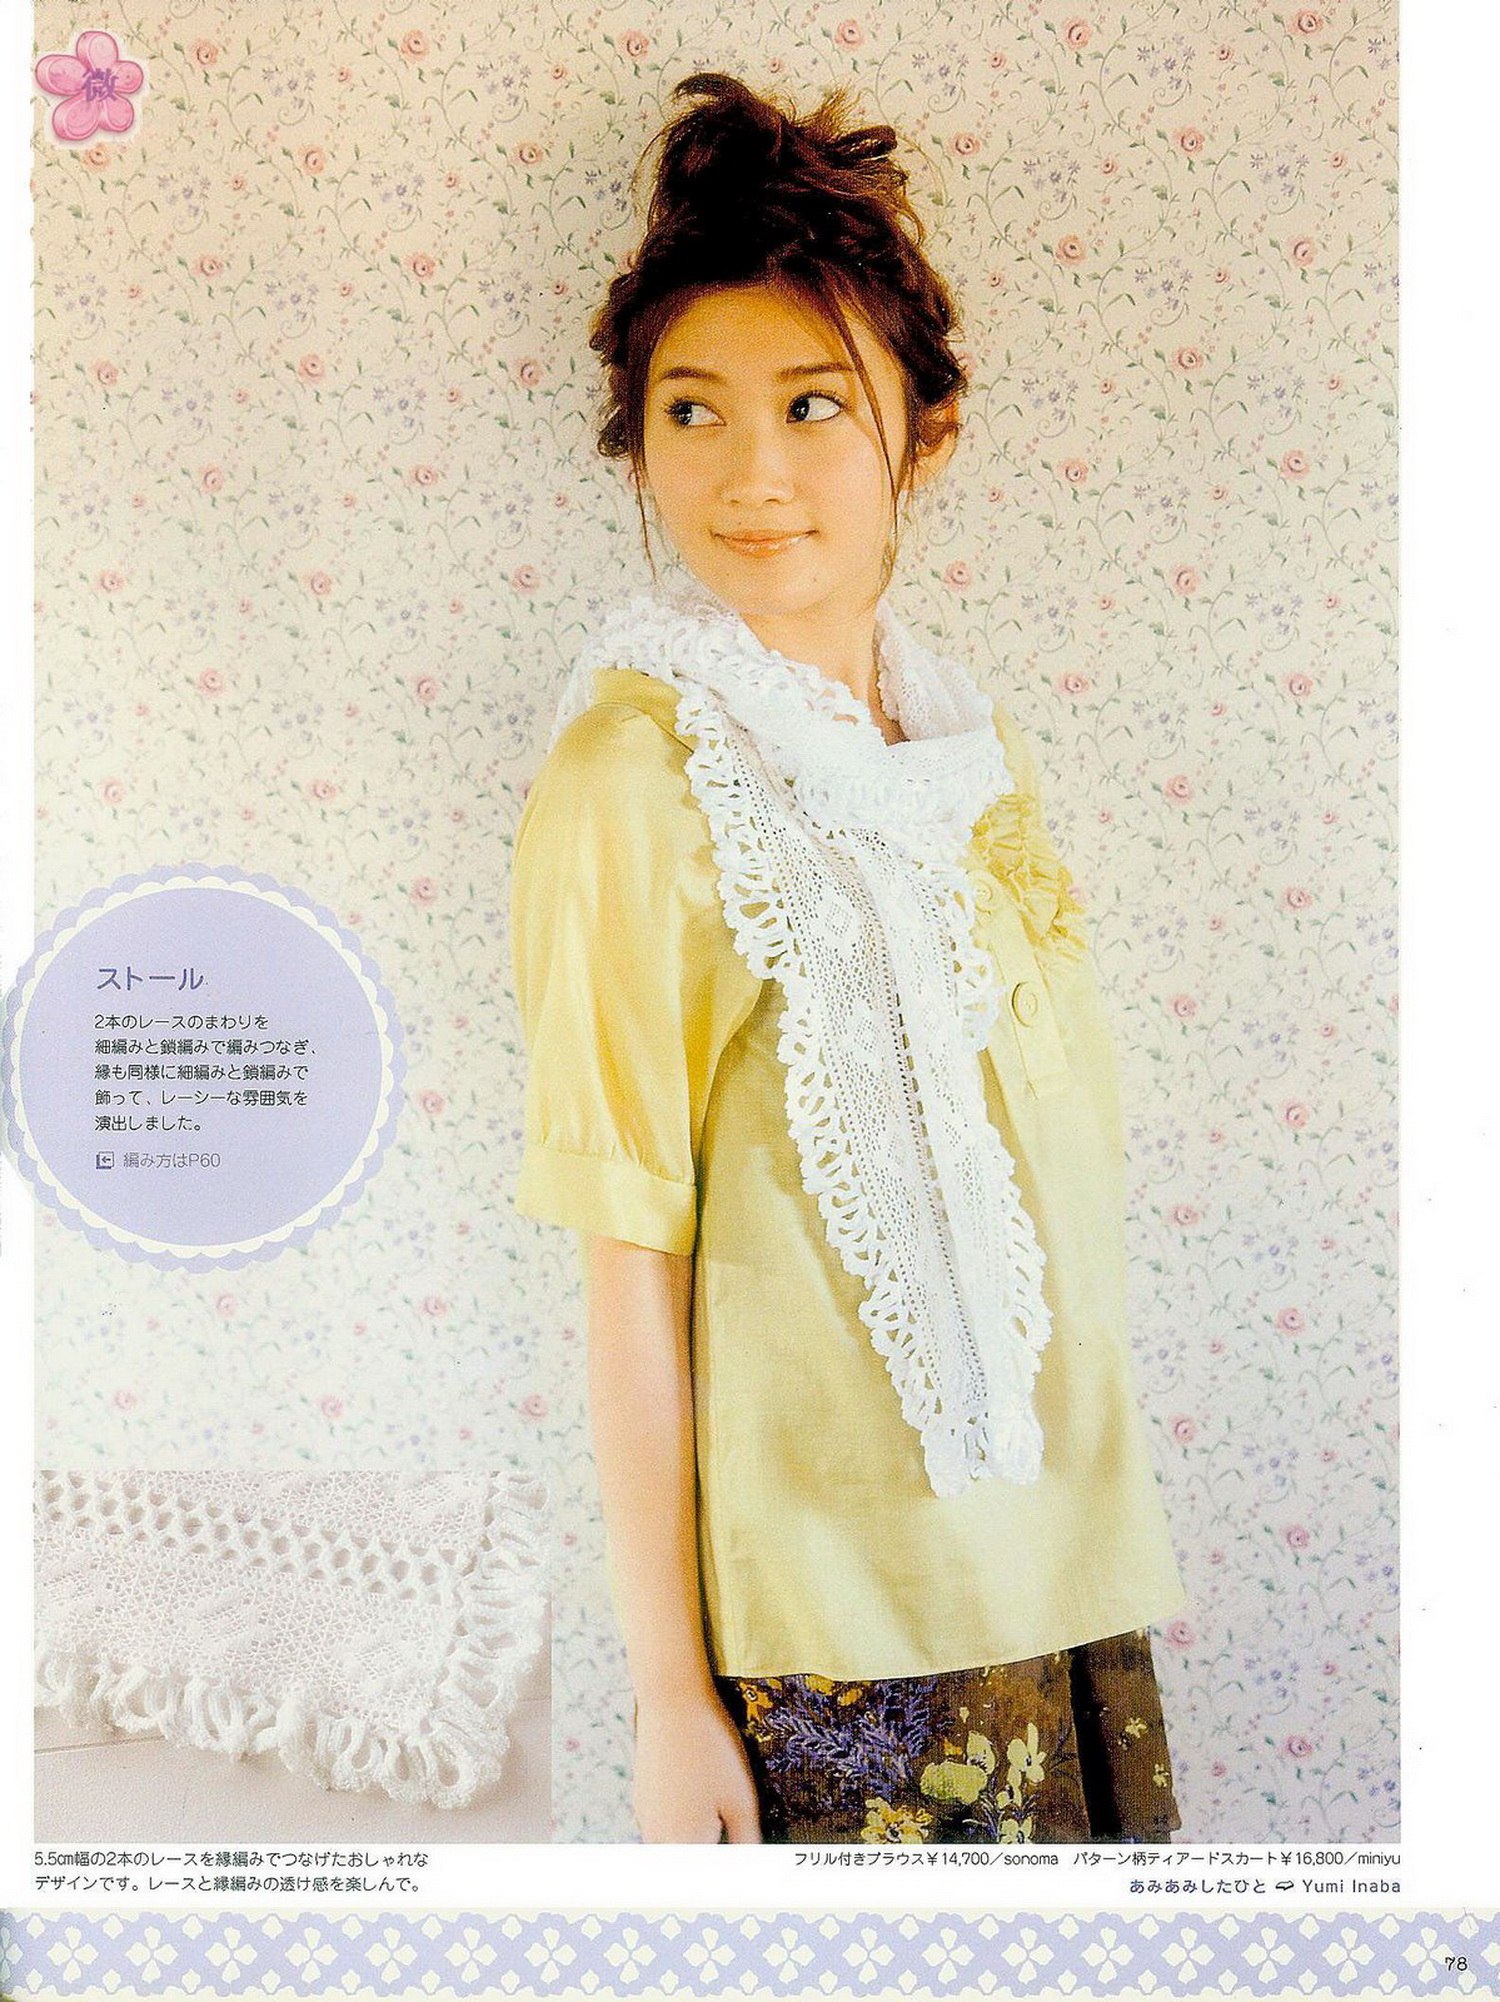 微
ストール
2本のレースのまわりを
細編みと鎖編みで編みつなぎ、
縁も同様に細編みと鎖編みで
飾って、レーシーな雰囲気を
演出しました。
編み方はP60
5.5cm幅の2本のレースを縁編みでつなげたおしゃれな
デザインです。レースと縁編みの透け感を楽しんで。
フリル付きブラウス￥14,700／sonoma　パターン柄ティアードスカート￥16,800／miniyu
あみあみしたひと Yumi Inaba
78